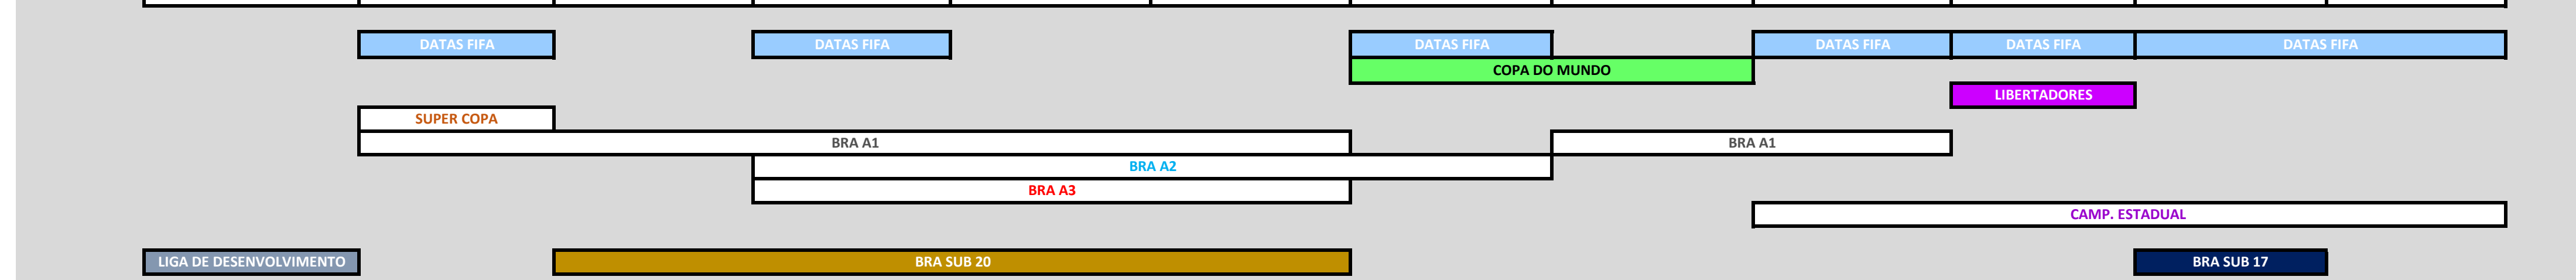 DATAS FIFA DATAS FIFA DATAS FIFA DATAS FIFA DATAS FIFA DATAS FIFA
COPA DO MUNDO
LIBERTADORES
SUPER COPA
BRA A1 BRA A1
BRA A2
BRA A3
CAMP. ESTADUAL
LIGA DE DESENVOLVIMENTO BRA SUB 20 BRA SUB 17